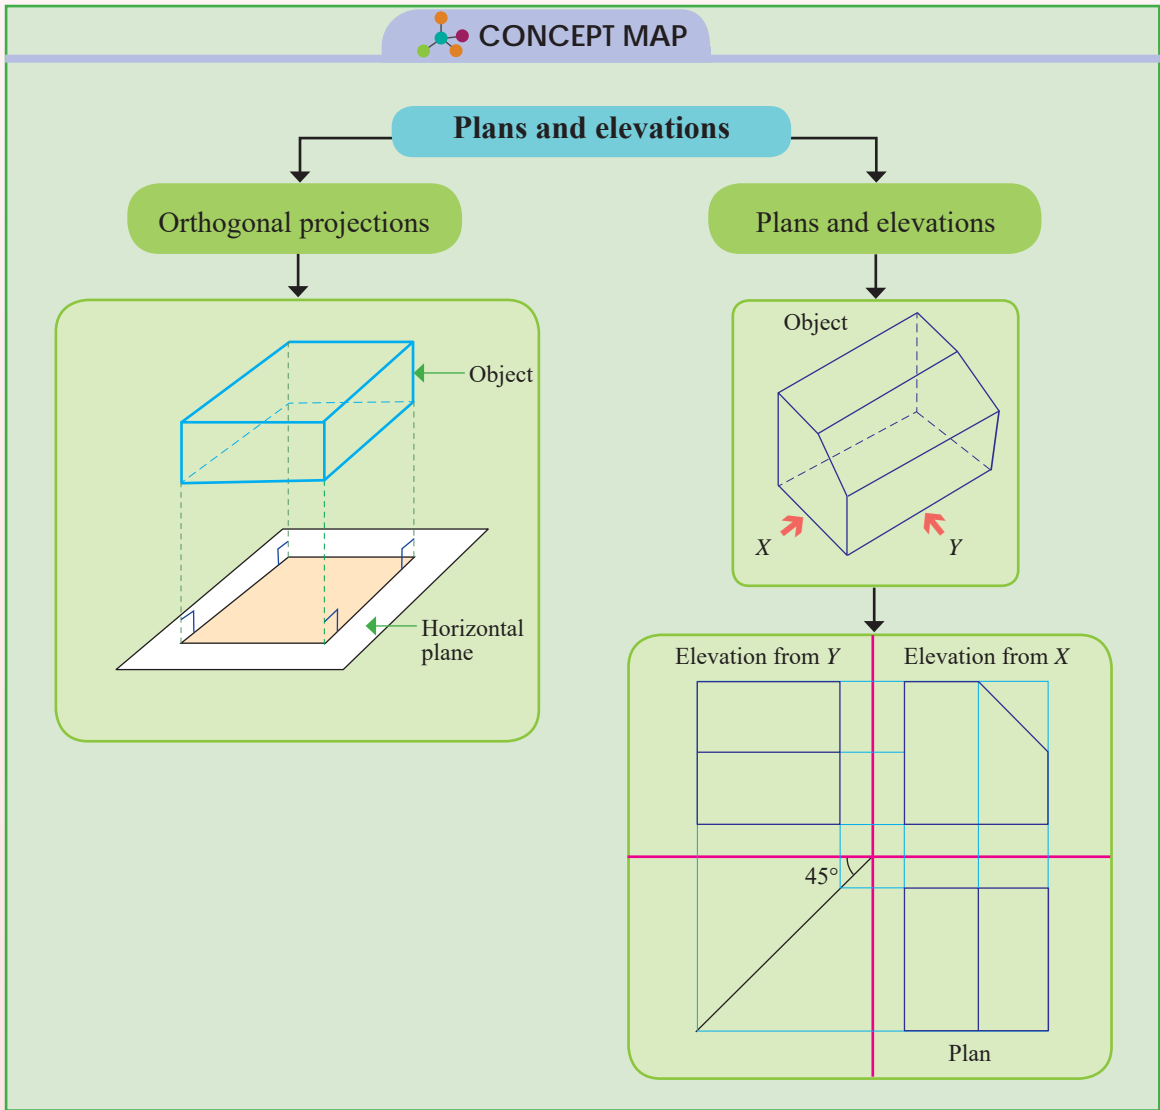 CONCEPT MAP
Plans and elevations
Orthogonal projections
Plans and elevations
Object
Horizontal
plane
Object
X
Y
Elevation from Y
Elevation from X
45°
Plan